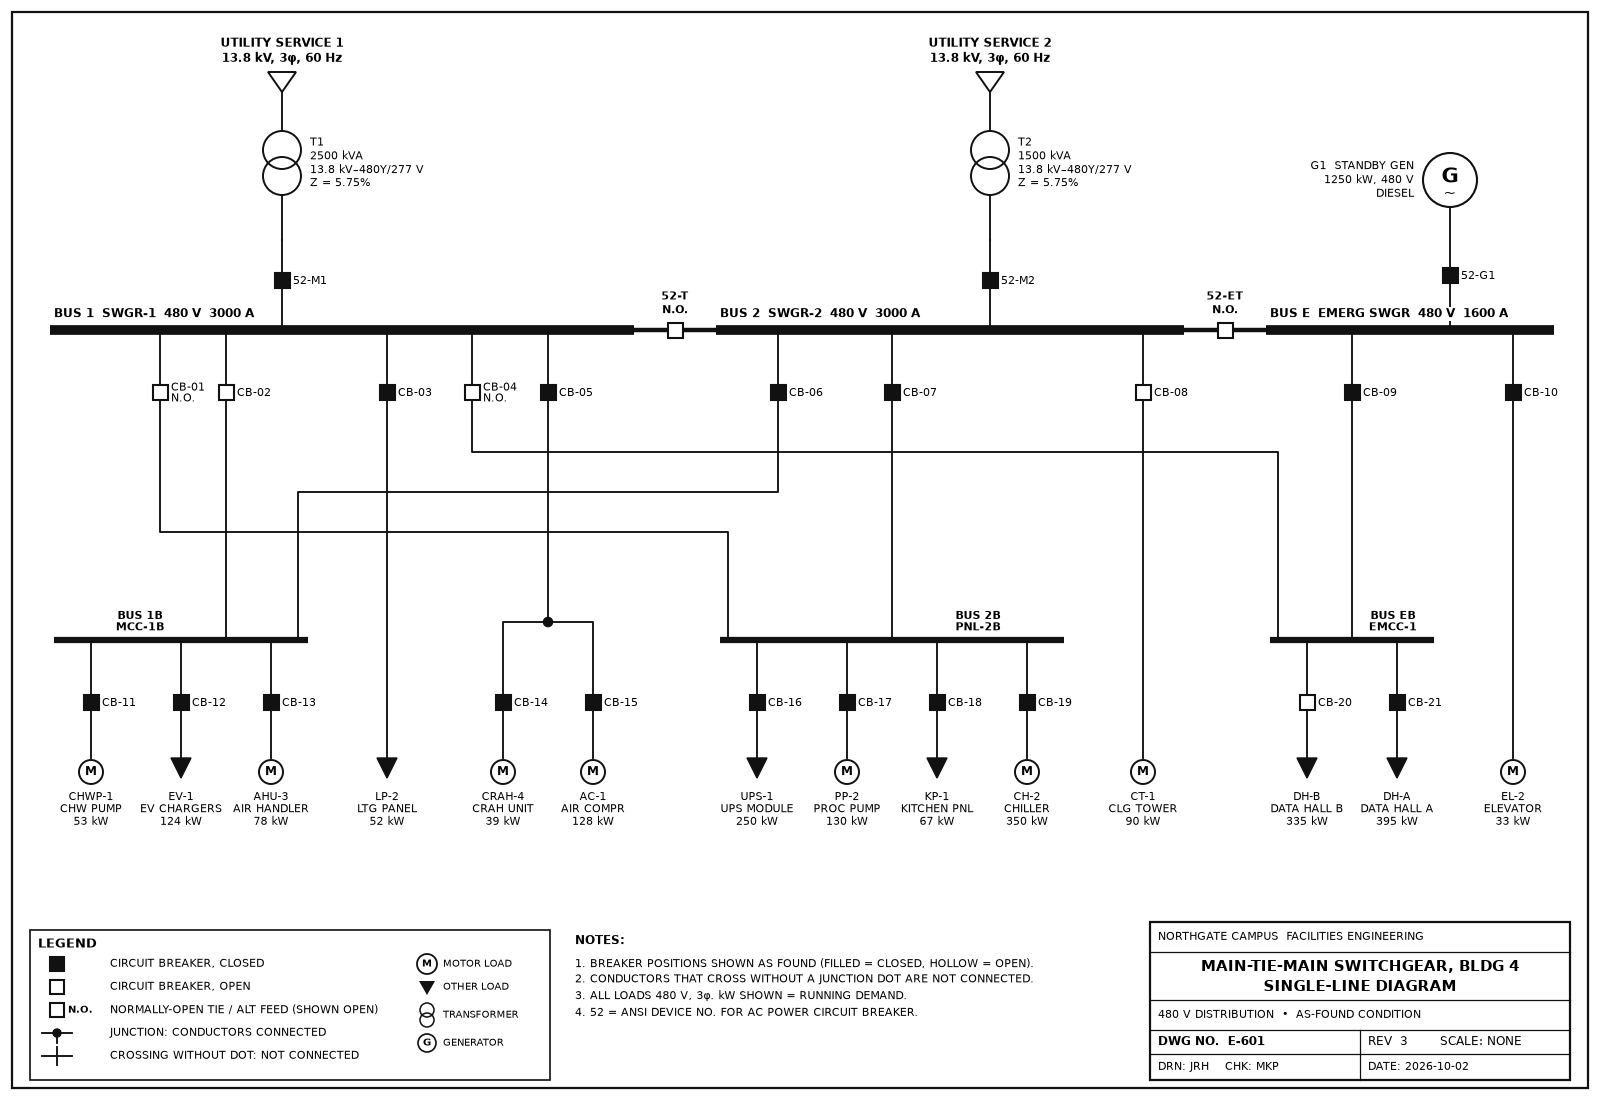 UTILITY SERVICE 1
13.8 kV, 3φ, 60 Hz
UTILITY SERVICE 2
13.8 kV, 3φ, 60 Hz
T1
2500 kVA
13.8 kV–480Y/277 V
Z = 5.75%
T2
1500 kVA
13.8 kV–480Y/277 V
Z = 5.75%
G1 STANDBY GEN
1250 kW, 480 V
DIESEL
G
~
52-M1
52-M2
52-G1
BUS 1 SWGR-1 480 V 3000 A
52-T
N.O.
BUS 2 SWGR-2 480 V 3000 A
52-ET
N.O.
BUS E EMERG SWGR 480 V 1600 A
CB-01
N.O.
CB-02
CB-03
CB-04
N.O.
CB-05
CB-06
CB-07
CB-08
CB-09
CB-10
BUS 1B
MCC-1B
BUS 2B
PNL-2B
BUS EB
EMCC-1
CB-11
CB-12
CB-13
CB-14
CB-15
CB-16
CB-17
CB-18
CB-19
CB-20
CB-21
M
CHWP-1
CHW PUMP
53 kW
EV-1
EV CHARGERS
124 kW
M
AHU-3
AIR HANDLER
78 kW
LP-2
LTG PANEL
52 kW
M
CRAH-4
CRAH UNIT
39 kW
M
AC-1
AIR COMPR
128 kW
UPS-1
UPS MODULE
250 kW
M
PP-2
PROC PUMP
130 kW
KP-1
KITCHEN PNL
67 kW
M
CH-2
CHILLER
350 kW
M
CT-1
CLG TOWER
90 kW
DH-B
DATA HALL B
335 kW
DH-A
DATA HALL A
395 kW
M
EL-2
ELEVATOR
33 kW
LEGEND
CIRCUIT BREAKER, CLOSED
CIRCUIT BREAKER, OPEN
N.O. NORMALLY-OPEN TIE / ALT FEED (SHOWN OPEN)
JUNCTION: CONDUCTORS CONNECTED
CROSSING WITHOUT DOT: NOT CONNECTED
M MOTOR LOAD
OTHER LOAD
TRANSFORMER
G GENERATOR
NOTES:
1. BREAKER POSITIONS SHOWN AS FOUND (FILLED = CLOSED, HOLLOW = OPEN).
2. CONDUCTORS THAT CROSS WITHOUT A JUNCTION DOT ARE NOT CONNECTED.
3. ALL LOADS 480 V, 3φ. kW SHOWN = RUNNING DEMAND.
4. 52 = ANSI DEVICE NO. FOR AC POWER CIRCUIT BREAKER.
NORTHGATE CAMPUS FACILITIES ENGINEERING
MAIN-TIE-MAIN SWITCHGEAR, BLDG 4
SINGLE-LINE DIAGRAM
480 V DISTRIBUTION • AS-FOUND CONDITION
DWG NO. E-601
REV 3 SCALE: NONE
DRN: JRH CHK: MKP
DATE: 2026-10-02